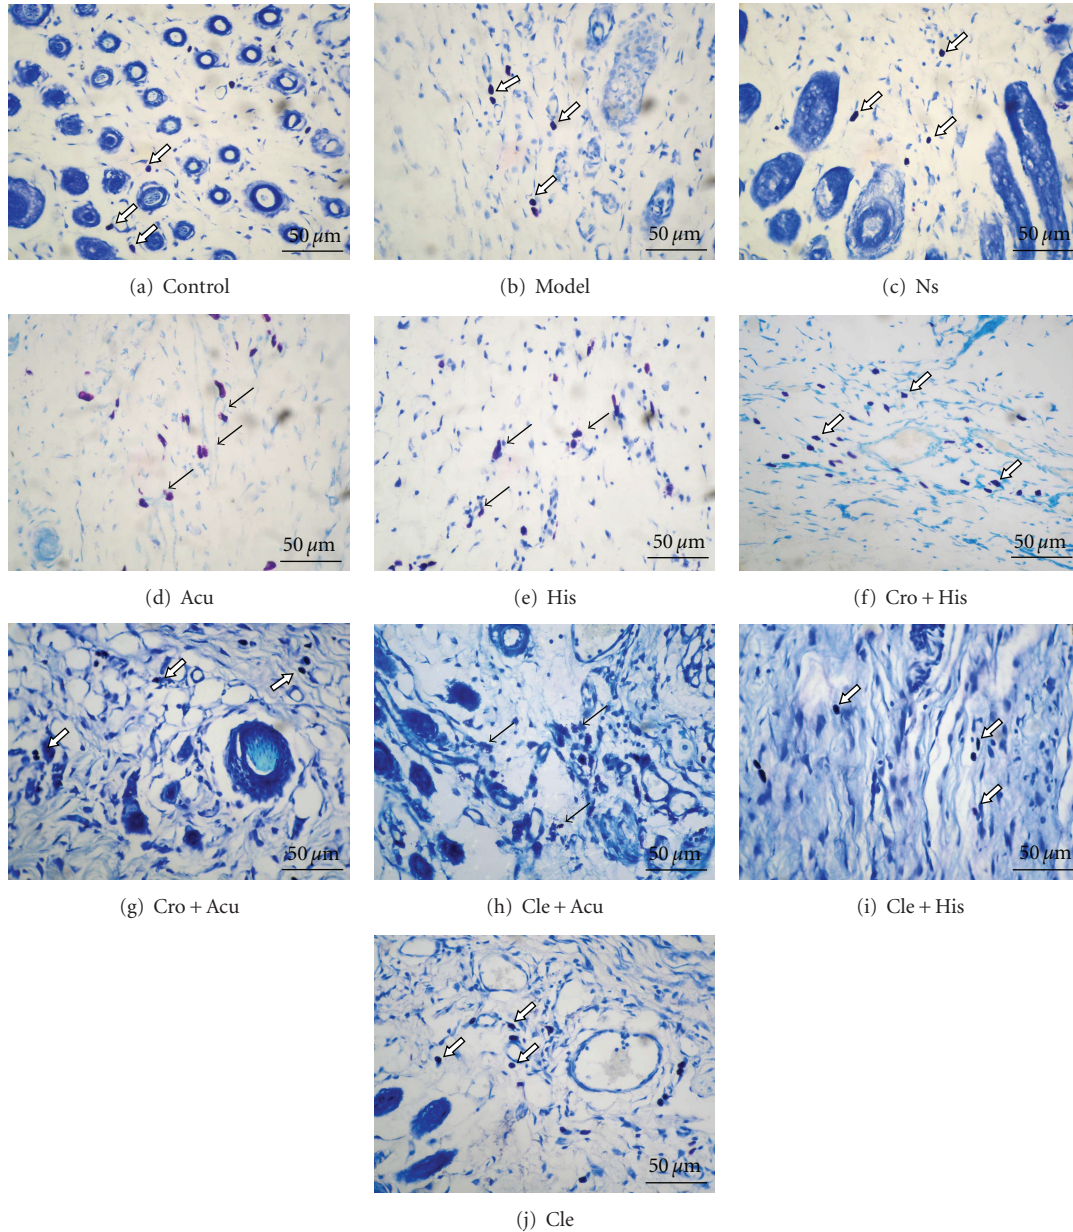 50 μm
50 μm
50 μm
(a) Control
(b) Model
(c) Ns
50 μm
50 μm
50 μm
(d) Acu
(e) His
(f) Cro + His
50 μm
50 μm
50 μm
(g) Cro + Acu
(h) Cle + Acu
(i) Cle + His
50 μm
(j) Cle